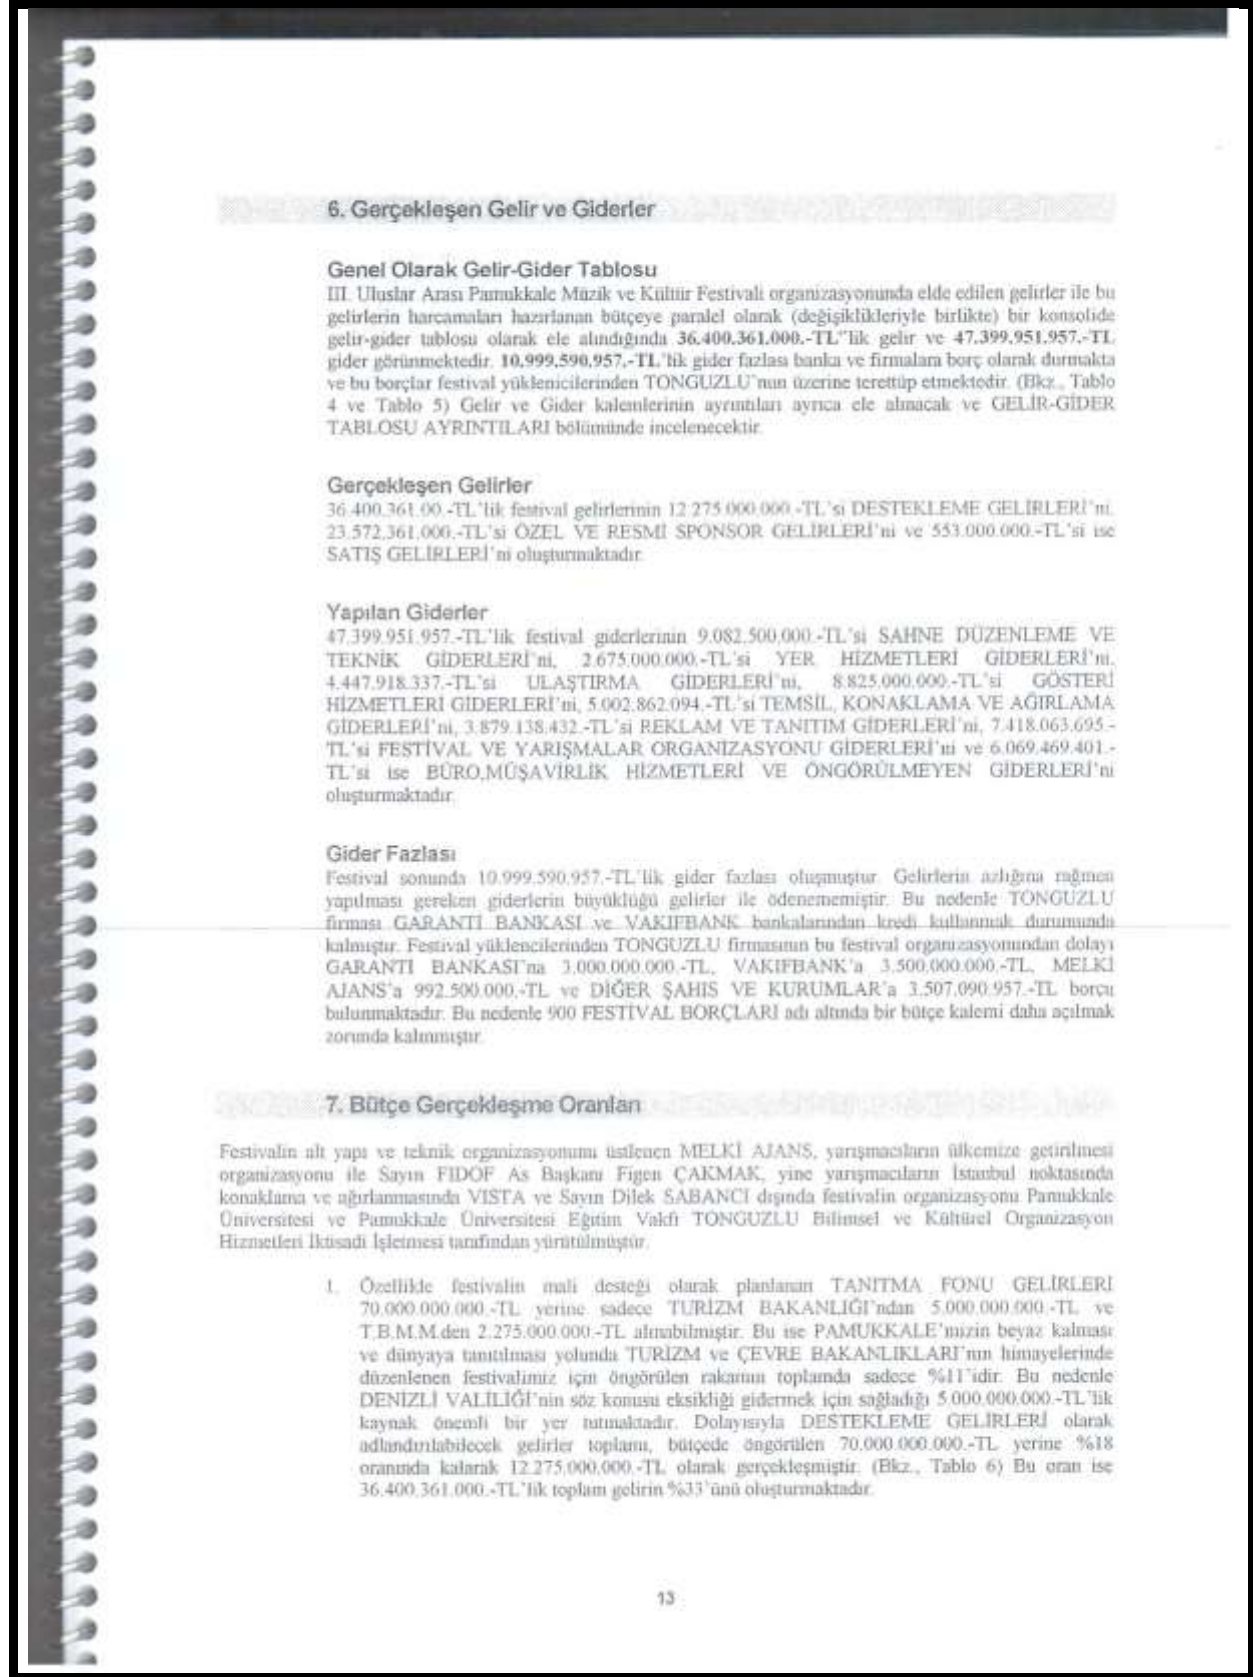 6. Gerçekleşen Gelir ve Giderler
Genel Olarak Gelir-Gider Tablosu
III. Uluslar Arası Pamukkale Müzik ve Kültür Festivali organizasyonunda elde edilen gelirler ile bu
gelirlerin harcamaları hazırlanan bütçeye paralel olarak (değişiklikleriyle birlikte) bir konsolide
gelir-gider tablosu olarak ele alındığında 36.400.361.000.-TL'lik gelir ve 47.399.951.957.-TL
gider görünmektedir. 10.999.590.957.-TL'lik gider fazlası banka ve firmalara borç olarak durmakta
ve bu borçlar festival yüklenicilerinden TONGUZLU'nun üzerine terettüp etmektedir. (Bkz., Tablo
4 ve Tablo 5) Gelir ve Gider kalemlerinin ayrıntıları ayrıca ele alınacak ve GELİR-GİDER
TABLOSU AYRINTILARI bölümünde incelenecektir.
Gerçekleşen Gelirler
36.400.361.00.-TL'lik festival gelirlerinin 12.275.000.000.-TL'si DESTEKLEME GELİRLERİ'ni,
23.572.361.000.-TL'si ÖZEL VE RESMİ SPONSOR GELİRLERİ'ni ve 553.000.000.-TL'si ise
SATIŞ GELİRLERİ'ni oluşturmaktadır.
Yapılan Giderler
47.399.951.957.-TL'lik festival giderlerinin 9.082.500.000.-TL'si SAHNE DÜZENLEME VE
TEKNİK GİDERLERİ'ni, 2.675.000.000.-TL'si YER HİZMETLERİ GİDERLERİ'ni,
4.447.918.337.-TL'si ULAŞTIRMA GİDERLERİ'ni, 8.825.000.000.-TL'si GÖSTERİ
HİZMETLERİ GİDERLERİ'ni, 5.002.862.094.-TL'si TEMSİL, KONAKLAMA VE AĞIRLAMA
GİDERLERİ'ni, 3.879.138.432.-TL'si REKLAM VE TANITIM GİDERLERİ'ni, 7.418.063.695.-
TL'si FESTİVAL VE YARIŞMALAR ORGANİZASYONU GİDERLERİ'ni ve 6.069.469.401.-
TL'si ise BÜRO,MÜŞAVİRLİK HİZMETLERİ VE ÖNGÖRÜLMEYEN GİDERLERİ'ni
oluşturmaktadır.
Gider Fazlası
Festival sonunda 10.999.590.957.-TL'lik gider fazlası oluşmuştur. Gelirlerin azlığına rağmen
yapılması gereken giderlerin büyüklüğü gelirler ile ödenememiştir. Bu nedenle TONGUZLU
firması GARANTİ BANKASI ve VAKIFBANK bankalarından kredi kullanmak durumunda
kalmıştır. Festival yüklencilerinden TONGUZLU firmasının bu festival organizasyonundan dolayı
GARANTİ BANKASI'na 3.000.000.000.-TL, VAKIFBANK'a 3.500.000.000.-TL, MELKİ
AJANS'a 992.500.000.-TL ve DİĞER ŞAHIS VE KURUMLAR'a 3.507.090.957.-TL borcu
bulunmaktadır. Bu nedenle 900 FESTİVAL BORÇLARI adı altında bir bütçe kalemi daha açılmak
zorunda kalınmıştır.
7. Bütçe Gerçekleşme Oranları
Festivalin alt yapı ve teknik organizasyonunu üstlenen MELKİ AJANS, yarışmacıların ülkemize getirilmesi
organizasyonu ile Sayın FIDOF As Başkanı Figen ÇAKMAK, yine yarışmacıların İstanbul noktasında
konaklama ve ağırlanmasında VISTA ve Sayın Dilek SABANCI dışında festivalin organizasyonu Pamukkale
Üniversitesi ve Pamukkale Üniversitesi Eğitim Vakfı TONGUZLU Bilimsel ve Kültürel Organizasyon
Hizmetleri İktisadi İşletmesi tarafından yürütülmüştür.
1. Özellikle festivalin mali desteği olarak planlanan TANITMA FONU GELİRLERİ
70.000.000.000.-TL yerine sadece TURİZM BAKANLIĞI'ndan 5.000.000.000.-TL ve
T.B.M.M.den 2.275.000.000.-TL alınabilmiştir. Bu ise PAMUKKALE'mizin beyaz kalması
ve dünyaya tanıtılması yolunda TURİZM ve ÇEVRE BAKANLIKLARI'nın himayelerinde
düzenlenen festivalimiz için öngörülen rakamın toplamda sadece %11'idir. Bu nedenle
DENİZLİ VALİLİĞİ'nin söz konusu eksikliği gidermek için sağladığı 5.000.000.000.-TL'lik
kaynak önemli bir yer tutmaktadır. Dolayısıyla DESTEKLEME GELİRLERİ olarak
adlandırılabilecek gelirler toplamı, bütçede öngörülen 70.000.000.000.-TL yerine %18
oranında kalarak 12.275.000.000.-TL olarak gerçekleşmiştir. (Bkz., Tablo 6) Bu oran ise
36.400.361.000.-TL'lik toplam gelirin %33'ünü oluşturmaktadır.
13